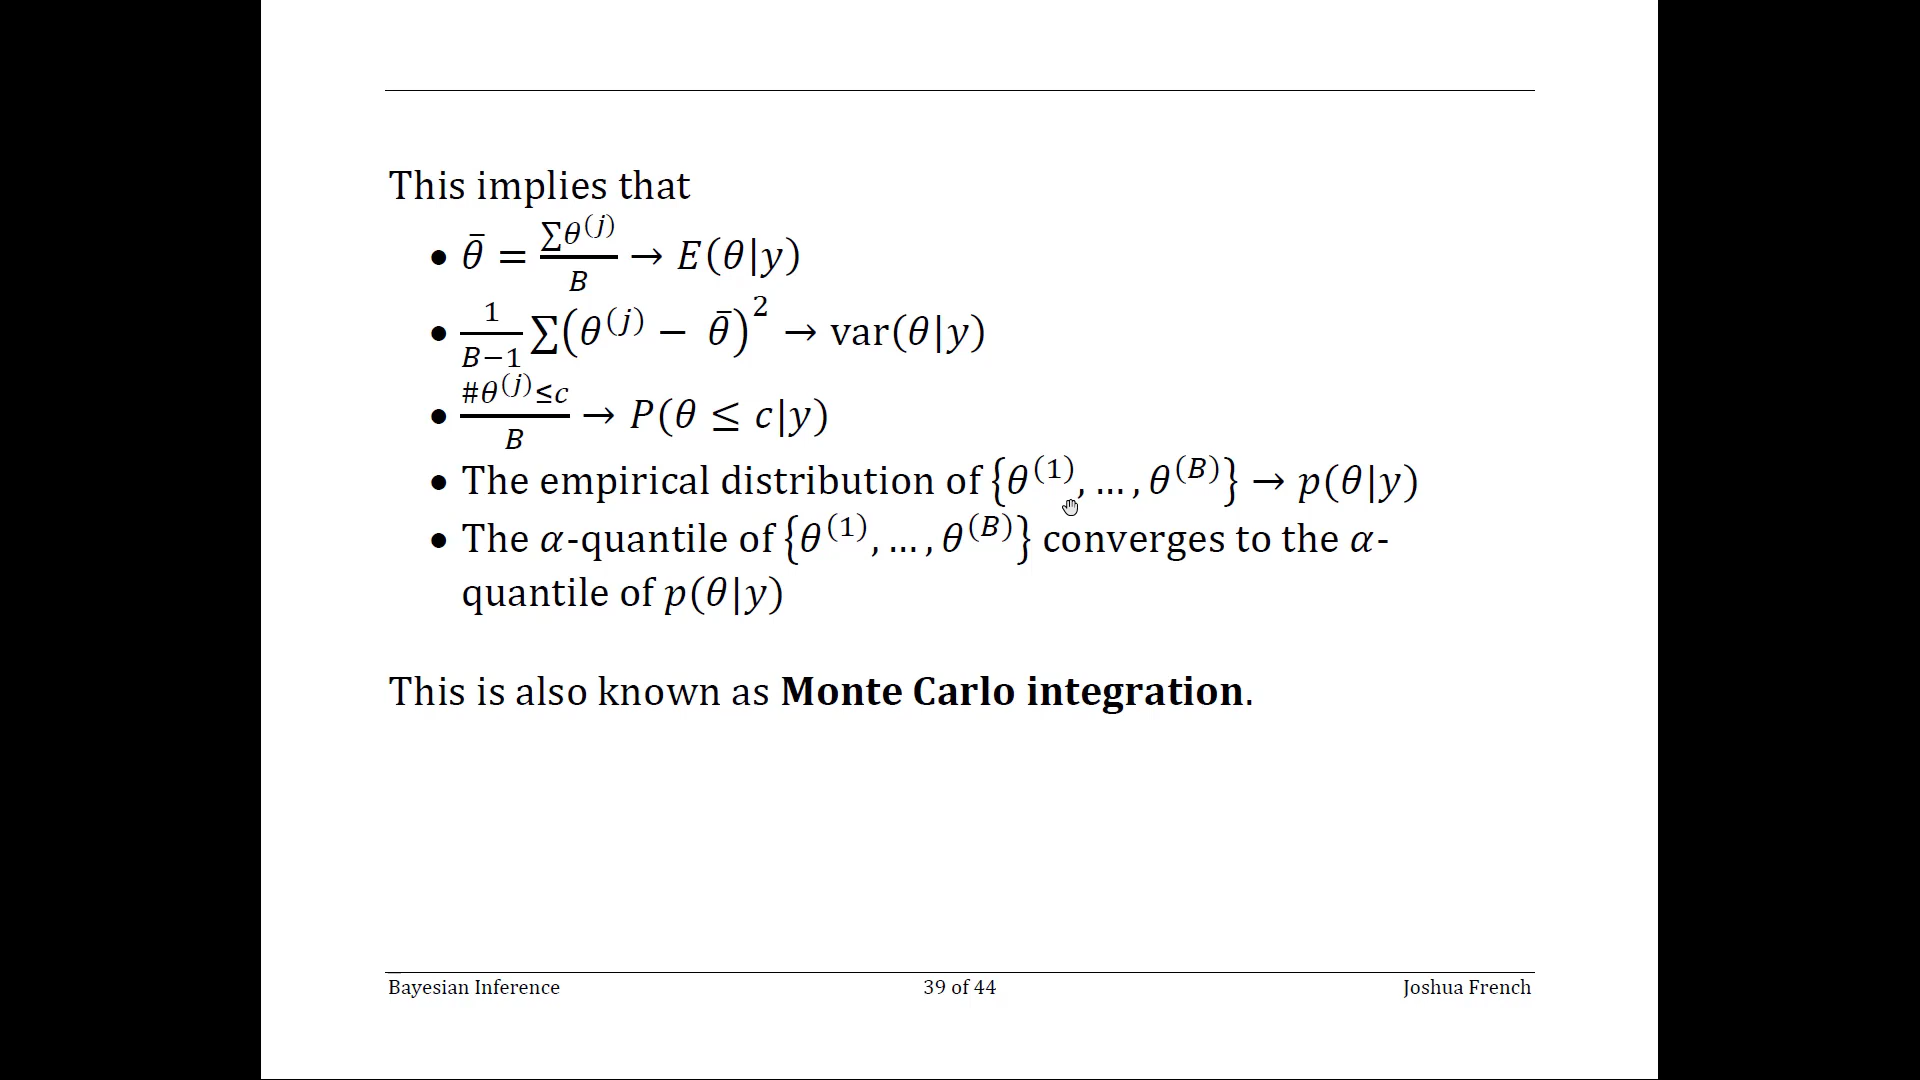 This implies that
• θ̄ = ∑θ^(j)/B → E(θ|y)
• 1/(B−1) ∑(θ^(j) − θ̄)² → var(θ|y)
• #θ^(j)≤c/B → P(θ ≤ c|y)
• The empirical distribution of {θ^(1), … , θ^(B)} → p(θ|y)
• The α-quantile of {θ^(1), … , θ^(B)} converges to the α-
quantile of p(θ|y)
This is also known as Monte Carlo integration.
Bayesian Inference 39 of 44 Joshua French